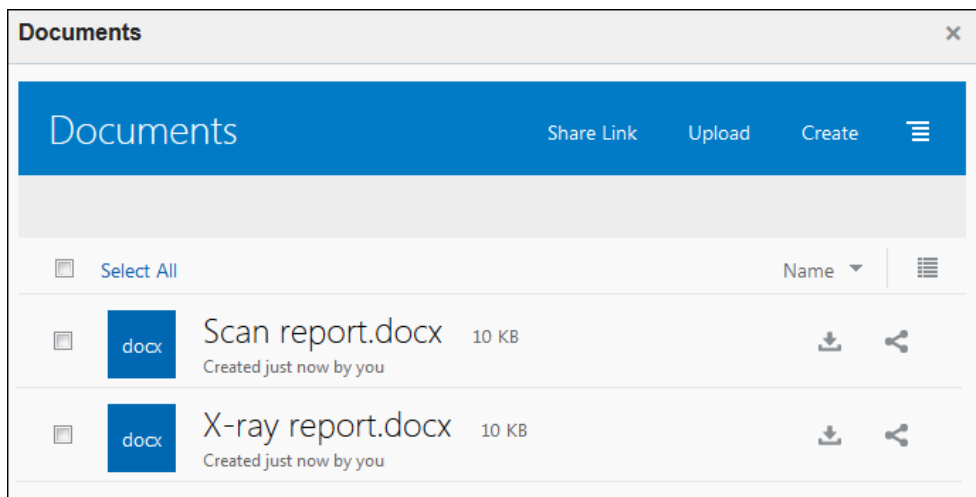 Documents
Documents Share Link Upload Create
Select All Name
docx Scan report.docx 10 KB
Created just now by you
docx X-ray report.docx 10 KB
Created just now by you